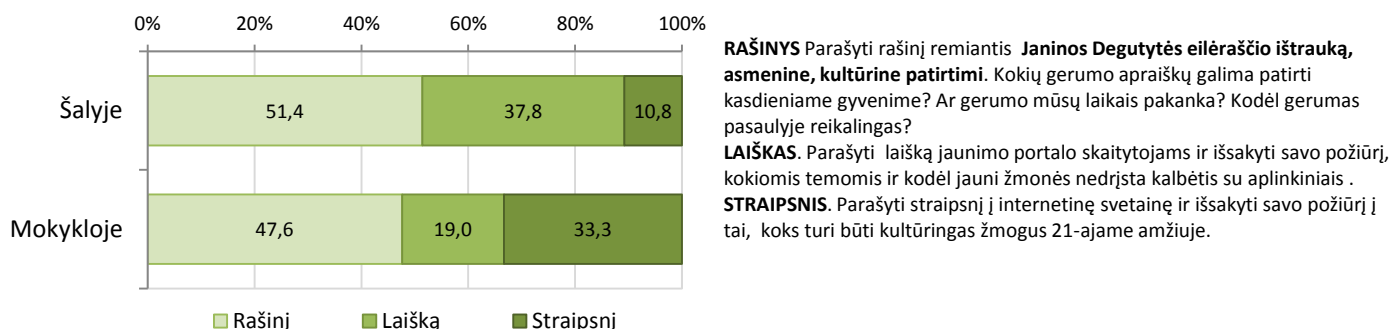 0% 20% 40% 60% 80% 100%
Šalyje
51,4 37,8 10,8
Mokykloje
47,6 19,0 33,3
Rašinį Laišką Straipsnį
RAŠINYS Parašyti rašinį remiantis Janinos Degutytės eilėraščio ištrauką,
asmenine, kultūrine patirtimi. Kokių gerumo apraiškų galima patirti
kasdieniame gyvenime? Ar gerumo mūsų laikais pakanka? Kodėl gerumas
pasaulyje reikalingas?
LAIŠKAS. Parašyti laišką jaunimo portalo skaitytojams ir išsakyti savo požiūrį,
kokiomis temomis ir kodėl jauni žmonės nedrįsta kalbėtis su aplinkiniais .
STRAIPSNIS. Parašyti straipsnį į internetinę svetainę ir išsakyti savo požiūrį į
tai, koks turi būti kultūringas žmogus 21-ajame amžiuje.